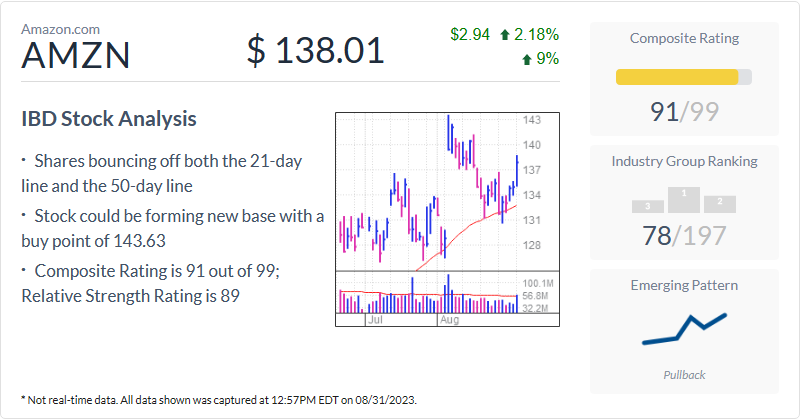 Amazon.com
AMZN
$ 138.01
$2.94 2.18%
9%
IBD Stock Analysis
· Shares bouncing off both the 21-day
line and the 50-day line
· Stock could be forming new base with a
buy point of 143.63
· Composite Rating is 91 out of 99;
Relative Strength Rating is 89
143
140
137
134
131
128
100.1M
56.8M
32.2M
Jul
Aug
Composite Rating
91/99
Industry Group Ranking
3
1
2
78/197
Emerging Pattern
Pullback
* Not real-time data. All data shown was captured at 12:57PM EDT on 08/31/2023.